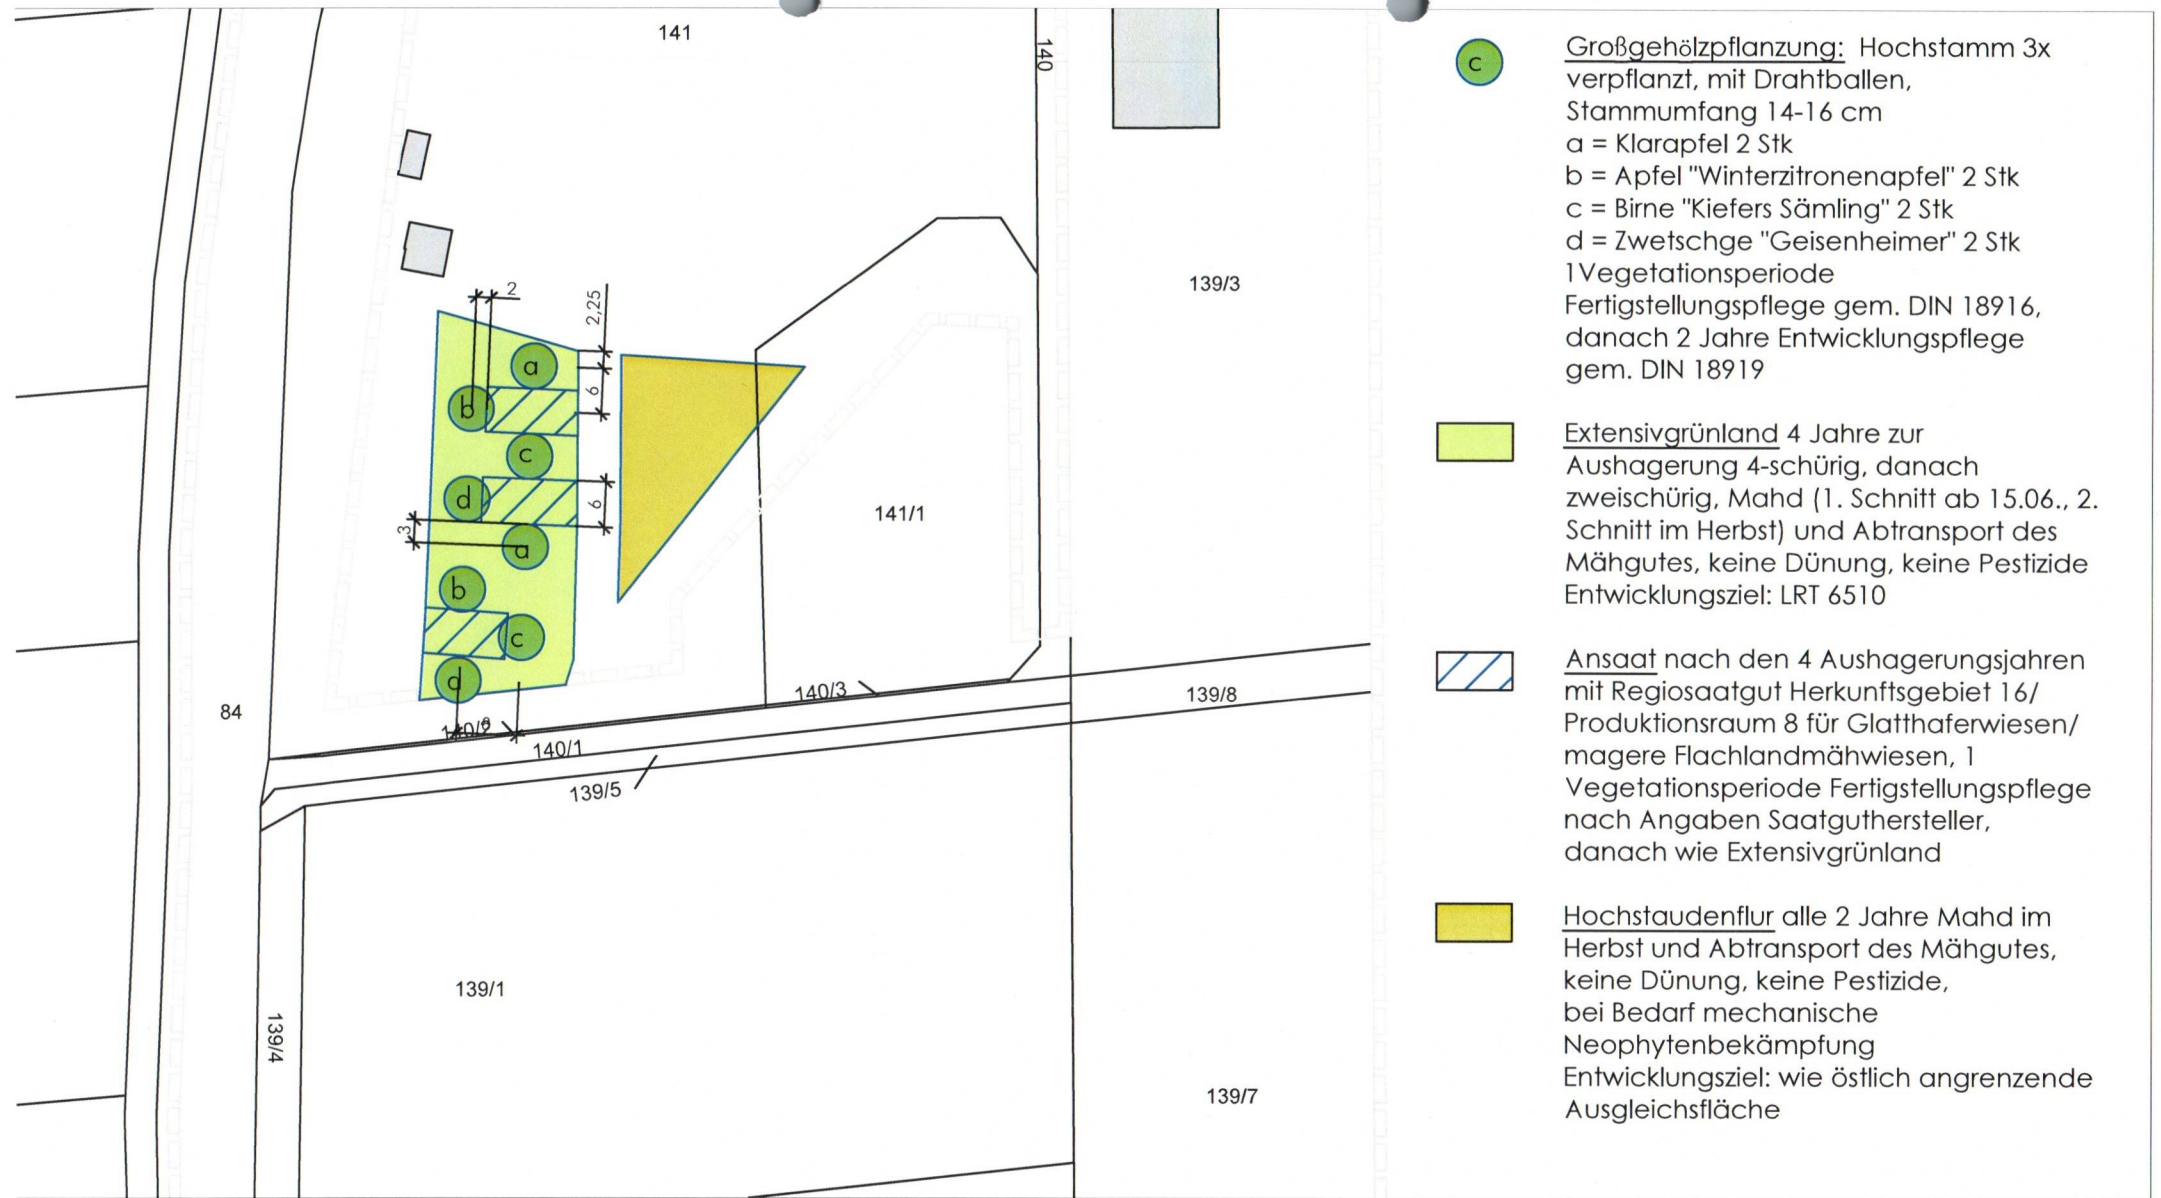 141
140
139/3
2
2,25
a
6
b
c
d
6
3
a
b
c
d
141/1
140/3
139/8
84
140/1
139/5
139/1
139/4
139/7
c
Großgehölzpflanzung: Hochstamm 3x
verpflanzt, mit Drahtballen,
Stammumfang 14-16 cm
a = Klarapfel 2 Stk
b = Apfel "Winterzitronenapfel" 2 Stk
c = Birne "Kiefers Sämling" 2 Stk
d = Zwetschge "Geisenheimer" 2 Stk
1Vegetationsperiode
Fertigstellungspflege gem. DIN 18916,
danach 2 Jahre Entwicklungspflege
gem. DIN 18919
Extensivgrünland 4 Jahre zur
Aushagerung 4-schürig, danach
zweischürig, Mahd (1. Schnitt ab 15.06., 2.
Schnitt im Herbst) und Abtransport des
Mähgutes, keine Dünung, keine Pestizide
Entwicklungsziel: LRT 6510
Ansaat nach den 4 Aushagerungsjahren
mit Regiosaatgut Herkunftsgebiet 16/
Produktionsraum 8 für Glatthaferwiesen/
magere Flachlandmähwiesen, 1
Vegetationsperiode Fertigstellungspflege
nach Angaben Saatguthersteller,
danach wie Extensivgrünland
Hochstaudenflur alle 2 Jahre Mahd im
Herbst und Abtransport des Mähgutes,
keine Dünung, keine Pestizide,
bei Bedarf mechanische
Neophytenbekämpfung
Entwicklungsziel: wie östlich angrenzende
Ausgleichsfläche